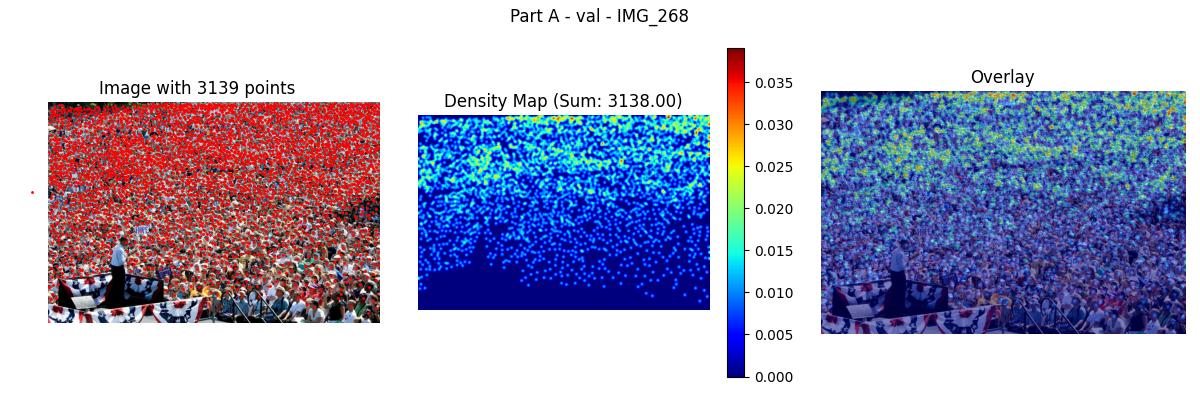 Part A - val - IMG_268
Image with 3139 points
Density Map (Sum: 3138.00)
0.035
0.030
0.025
0.020
0.015
0.010
0.005
0.000
Overlay